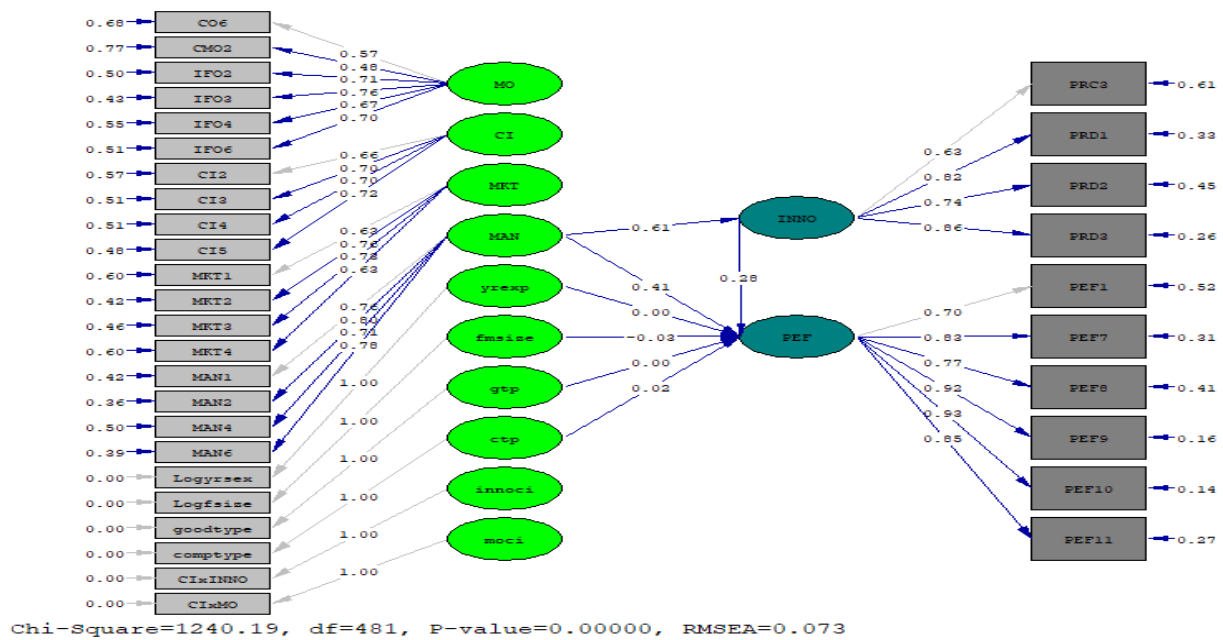 0.68 CO6
0.77 CMO2
0.50 IFO2
0.43 IFO3
0.55 IFO4
0.51 IFO6
0.57 CI2
0.51 CI3
0.51 CI4
0.48 CI5
0.60 MKT1
0.42 MKT2
0.46 MKT3
0.60 MKT4
0.42 MAN1
0.36 MAN2
0.50 MAN4
0.39 MAN6
0.00 Logyrsex
0.00 Logfsize
0.00 goodtype
0.00 comptype
0.00 CIxINNO
0.00 CIxMO
0.57
0.48
0.71
0.76
0.67
0.70
0.66
0.70
0.70
0.72
0.63
0.76
0.73
0.63
0.76
0.80
0.71
0.78
1.00
1.00
1.00
1.00
1.00
1.00
MO
CI
MKT
MAN
yrexp
fmsize
gtp
ctp
innoci
moci
0.61
0.41
0.00
-0.03
0.00
0.02
0.28
INNO
PEF
0.63
0.82
0.74
0.86
0.70
0.83
0.77
0.92
0.93
0.85
PRC3 0.61
PRD1 0.33
PRD2 0.45
PRD3 0.26
PEF1 0.52
PEF7 0.31
PEF8 0.41
PEF9 0.16
PEF10 0.14
PEF11 0.27
Chi-Square=1240.19, df=481, P-value=0.00000, RMSEA=0.073